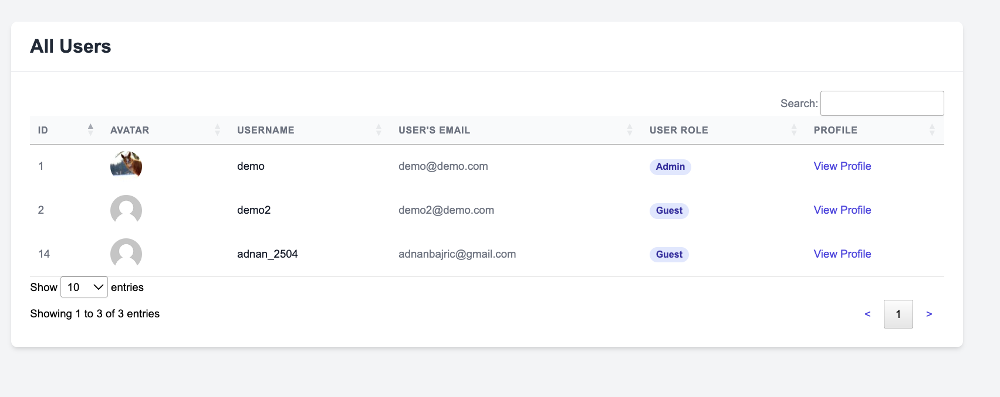 All Users
Search:
ID AVATAR USERNAME USER'S EMAIL USER ROLE PROFILE
1 demo demo@demo.com Admin View Profile
2 demo2 demo2@demo.com Guest View Profile
14 adnan_2504 adnanbajric@gmail.com Guest View Profile
Show 10 entries
Showing 1 to 3 of 3 entries < 1 >